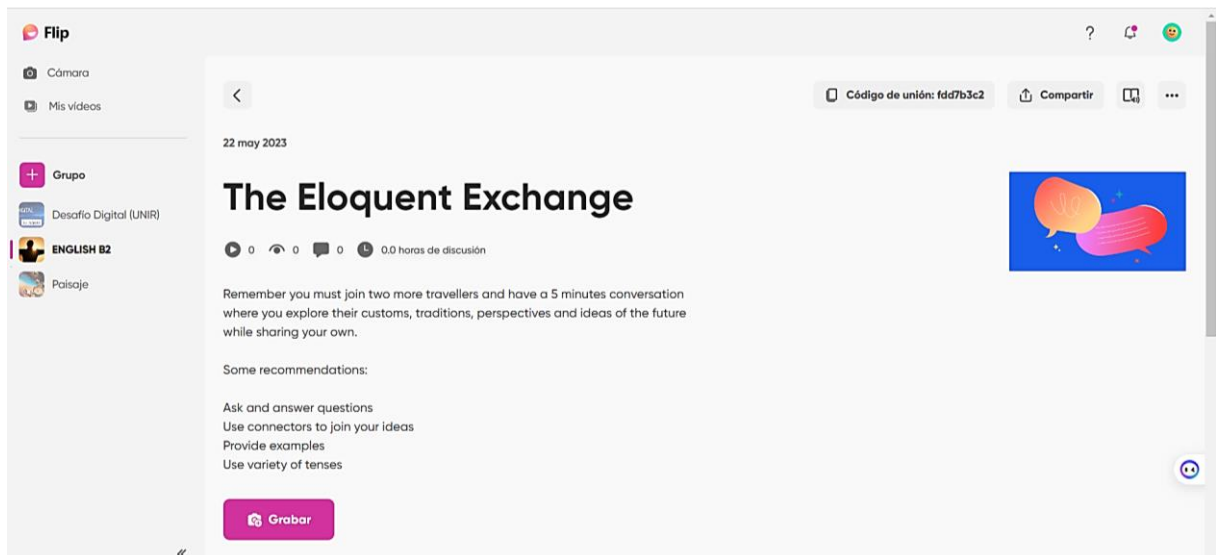 Flip
Cámara
Mis vídeos
Grupo
Desafío Digital (UNIR)
ENGLISH B2
Paisaje
?
Código de unión: fdd7b3c2
Compartir
22 may 2023
The Eloquent Exchange
0 0 0 0.0 horas de discusión
Remember you must join two more travellers and have a 5 minutes conversation
where you explore their customs, traditions, perspectives and ideas of the future
while sharing your own.
Some recommendations:
Ask and answer questions
Use connectors to join your ideas
Provide examples
Use variety of tenses
Grabar